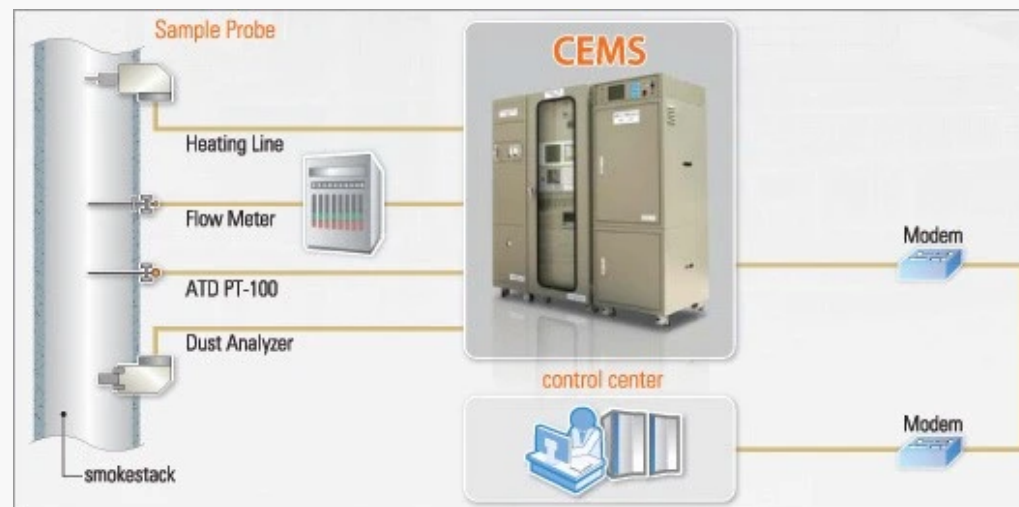 Sample Probe
CEMS
Heating Line
Flow Meter
Modem
ATD PT-100
Dust Analyzer
control center
Modem
smokestack